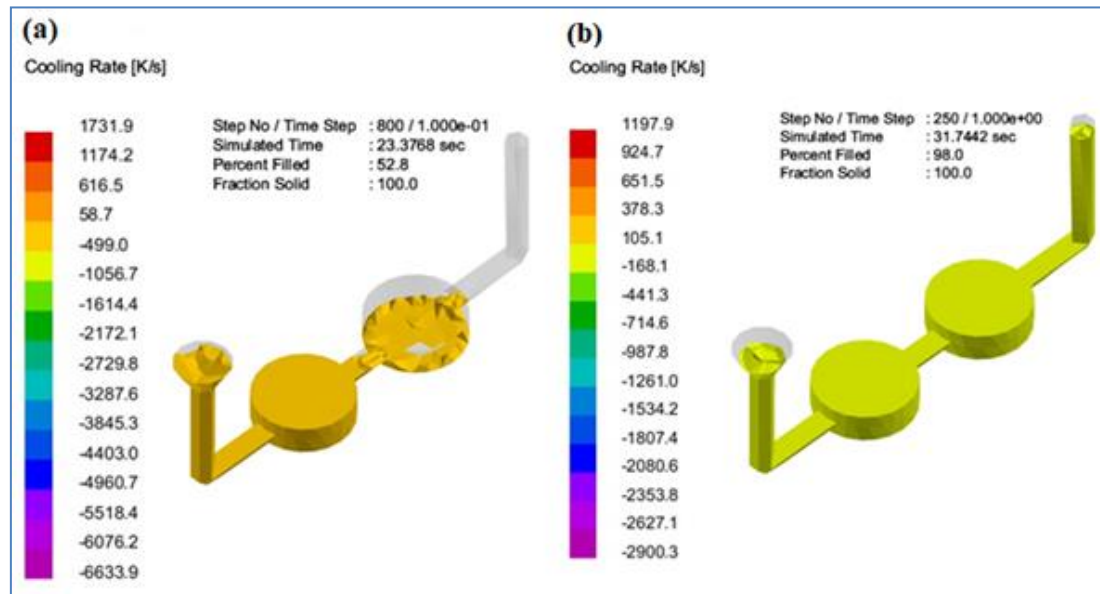 (a)
Cooling Rate [K/s]
1731.9
1174.2
616.5
58.7
-499.0
-1056.7
-1614.4
-2172.1
-2729.8
-3287.6
-3845.3
-4403.0
-4960.7
-5518.4
-6076.2
-6633.9
Step No / Time Step : 800 / 1.000e-01
Simulated Time : 23.3768 sec
Percent Filled : 52.8
Fraction Solid : 100.0
(b)
Cooling Rate [K/s]
1197.9
924.7
651.5
378.3
105.1
-168.1
-441.3
-714.6
-987.8
-1261.0
-1534.2
-1807.4
-2080.6
-2353.8
-2627.1
-2900.3
Step No / Time Step : 250 / 1.000e+00
Simulated Time : 31.7442 sec
Percent Filled : 98.0
Fraction Solid : 100.0